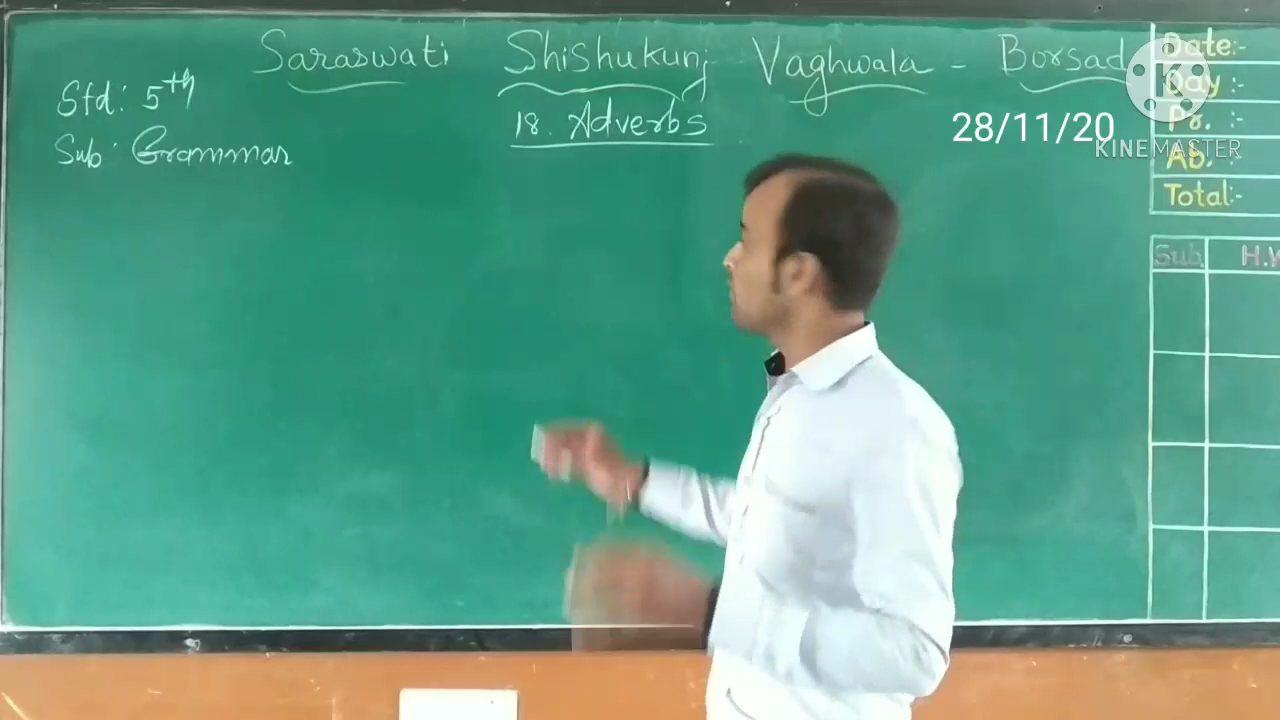 Saraswati Shishukunj Vaghwala - Borsad
Std: 5th
Sub: Grammar
18. Adverbs
28/11/20
KINEMASTER
Date:-
Day :-
Pr. :-
Ab. :-
Total:-
Sub. H.W